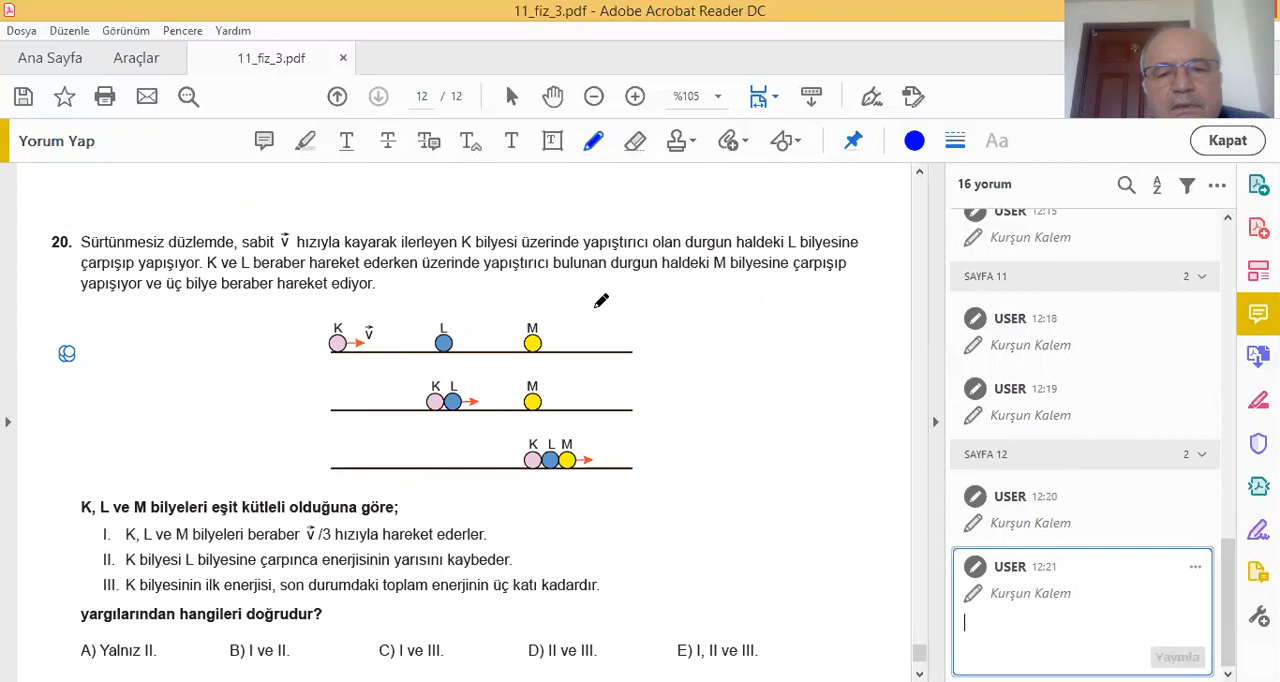 11_fiz_3.pdf - Adobe Acrobat Reader DC
Dosya Düzenle Görünüm Pencere Yardım
Ana Sayfa Araçlar 11_fiz_3.pdf ×
12 / 12 %105
Yorum Yap Aa Kapat
16 yorum
USER 12:15
Kurşun Kalem
SAYFA 11 2
USER 12:18
Kurşun Kalem
USER 12:19
Kurşun Kalem
SAYFA 12 2
USER 12:20
Kurşun Kalem
USER 12:21
Kurşun Kalem
Yayımla
20. Sürtünmesiz düzlemde, sabit v hızıyla kayarak ilerleyen K bilyesi üzerinde yapıştırıcı olan durgun haldeki L bilyesine
çarpışıp yapışıyor. K ve L beraber hareket ederken üzerinde yapıştırıcı bulunan durgun haldeki M bilyesine çarpışıp
yapışıyor ve üç bilye beraber hareket ediyor.
K v L M
K L M
K L M
K, L ve M bilyeleri eşit kütleli olduğuna göre;
I. K, L ve M bilyeleri beraber v /3 hızıyla hareket ederler.
II. K bilyesi L bilyesine çarpınca enerjisinin yarısını kaybeder.
III. K bilyesinin ilk enerjisi, son durumdaki toplam enerjinin üç katı kadardır.
yargılarından hangileri doğrudur?
A) Yalnız II. B) I ve II. C) I ve III. D) II ve III. E) I, II ve III.